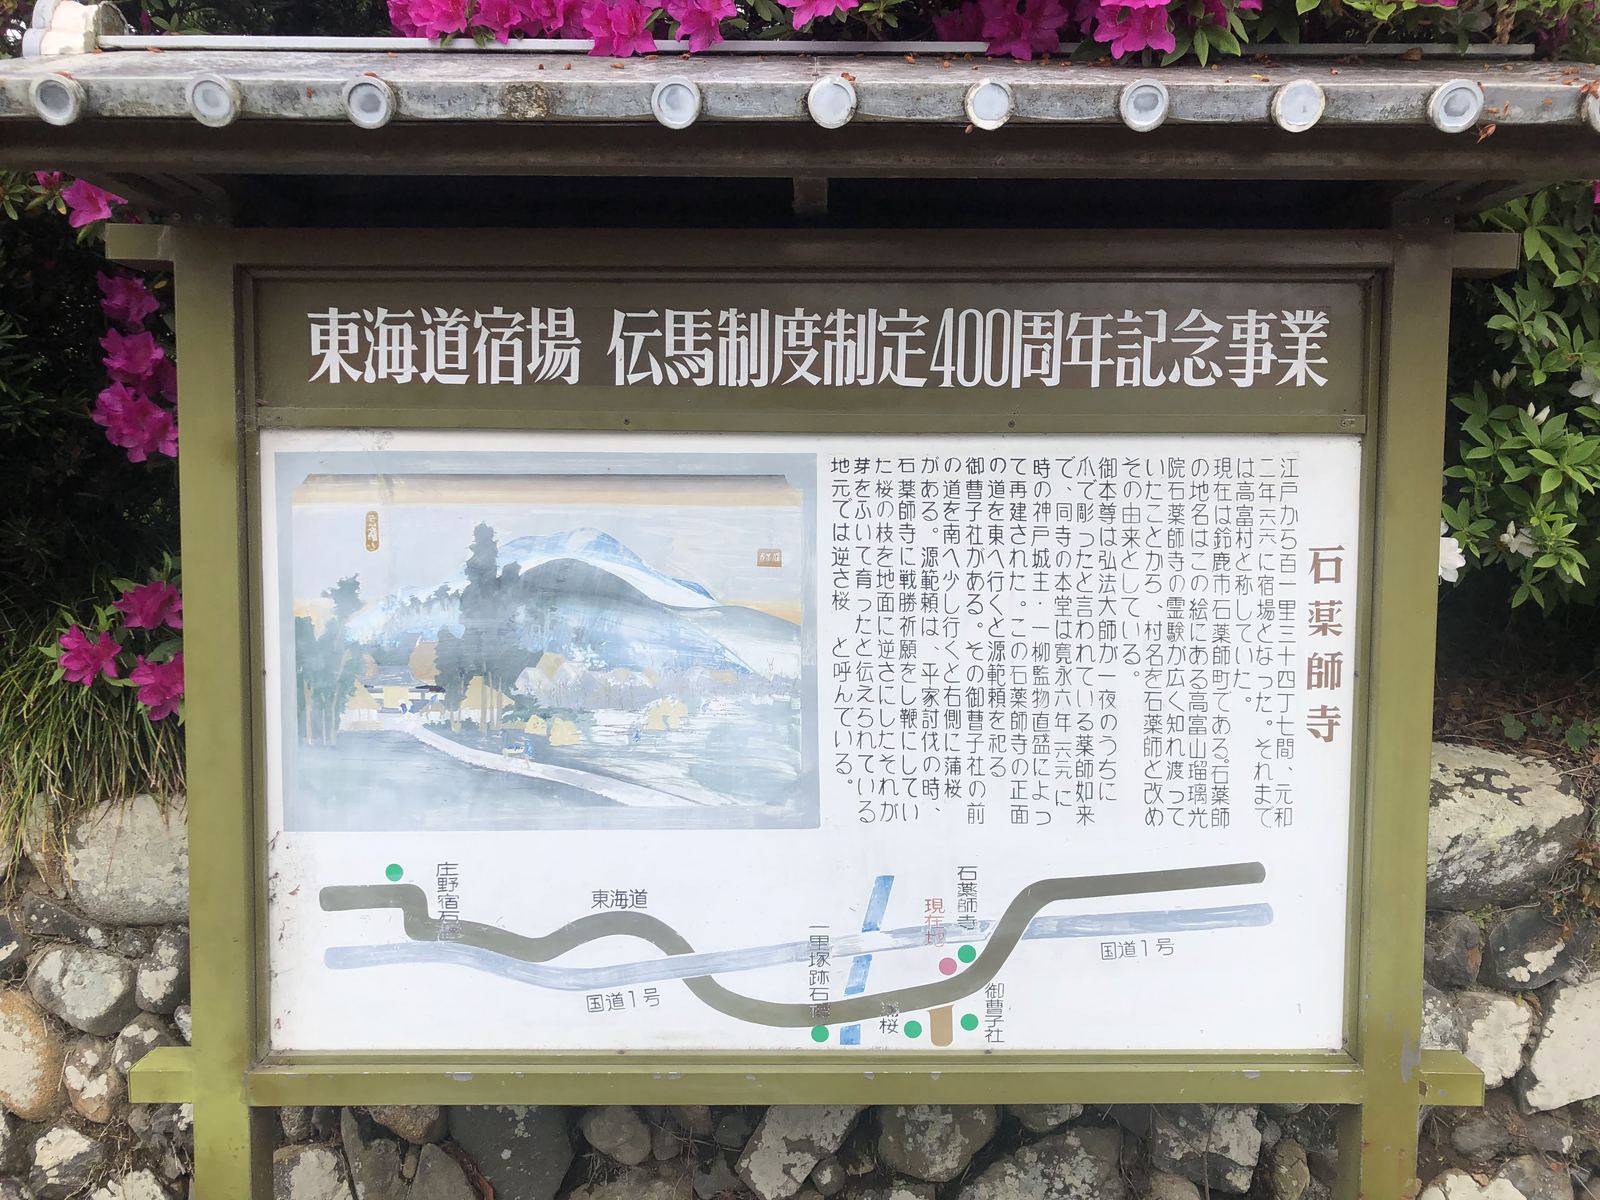 東海道宿場 伝馬制度制定400周年記念事業
石薬師寺
江戸から百一里三十四丁七間、元和
二年一六一六に宿場となった。それまで
は高富村と称していた。
現在は鈴鹿市石薬師町である。石薬師
の地名はこの絵にある高富山瑠璃光
院石薬師寺の霊験が広く知れ渡って
いたことから、村名を石薬師と改め
その由来としている。
御本尊は弘法大師が一夜のうちに
爪で彫ったと言われている薬師如来
で、同寺の本堂は寛永六年一六二九に
時の神戸城主・一柳監物直盛によっ
て再建された。この石薬師寺の正面
の道を東へ行くと源範頼を祀る
御曹子社がある。その御曹子社の前
の道を南へ少し行くと右側に蒲桜
がある。源範頼は、平家討伐の時、
石薬師寺に戦勝祈願をし鞭にしてい
た桜の枝を地面に逆さにしたそれが
芽をふいて育ったと伝えられている
地元では逆さ桜 と呼んでいる。
庄野宿石
東海道
国道1号
一里塚跡石
現在地
石薬師寺
国道1号
桜
御曹子社